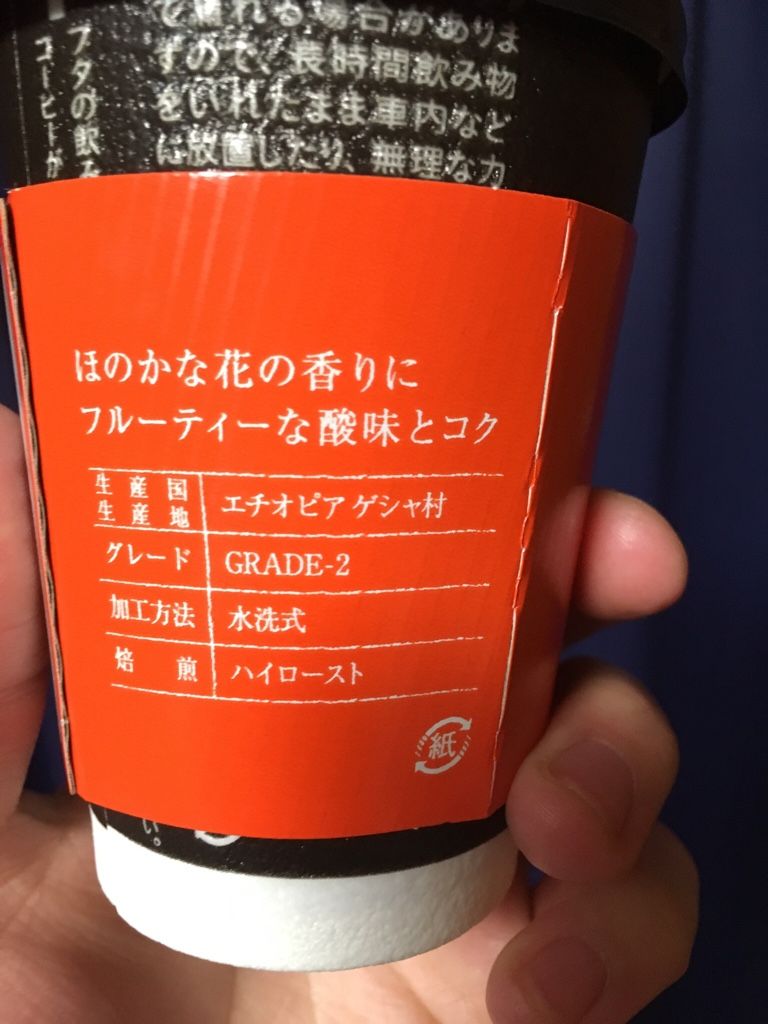 で漏れる場合がありま
すので、長時間飲み物
をいれたまま車内など
に放置したり、無理な力
フタの飲
ほのかな花の香りに
フルーティーな酸味とコク
生産国
生産地
エチオピア ゲシャ村
グレード
GRADE-2
加工方法
水洗式
焙煎
ハイロースト
紙
い。